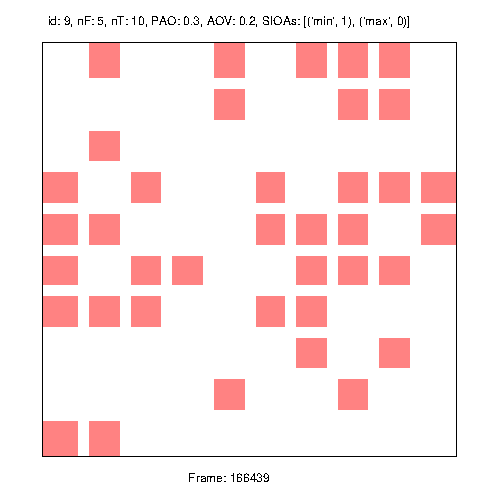 id: 9, nF: 5, nT: 10, PAO: 0.3, AOV: 0.2, SIOAs: [('min', 1), ('max', 0)]
Frame: 166439